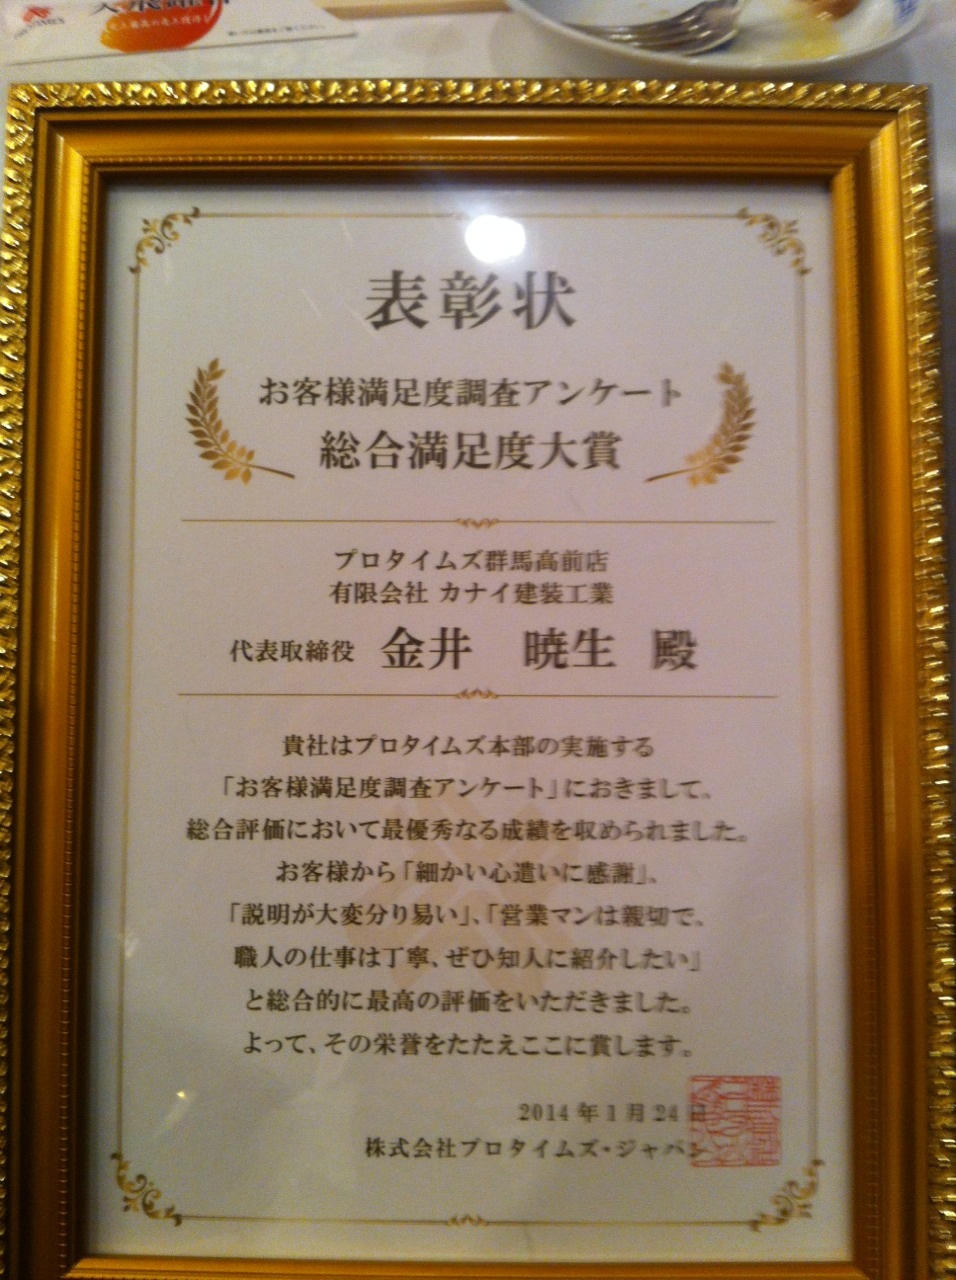 表彰状
お客様満足度調査アンケート
総合満足度大賞
プロタイムズ群馬高前店
有限会社 カナイ建装工業
代表取締役 金井 暁生 殿
貴社はプロタイムズ本部の実施する
「お客様満足度調査アンケート」におきまして、
総合評価において最優秀なる成績を収められました。
お客様から「細かい心遣いに感謝」、
「説明が大変分り易い」、「営業マンは親切で、
職人の仕事は丁寧、ぜひ知人に紹介したい」
と総合的に最高の評価をいただきました。
よって、その栄誉をたたえここに賞します。
2014年1月24日
株式会社プロタイムズ・ジャパン